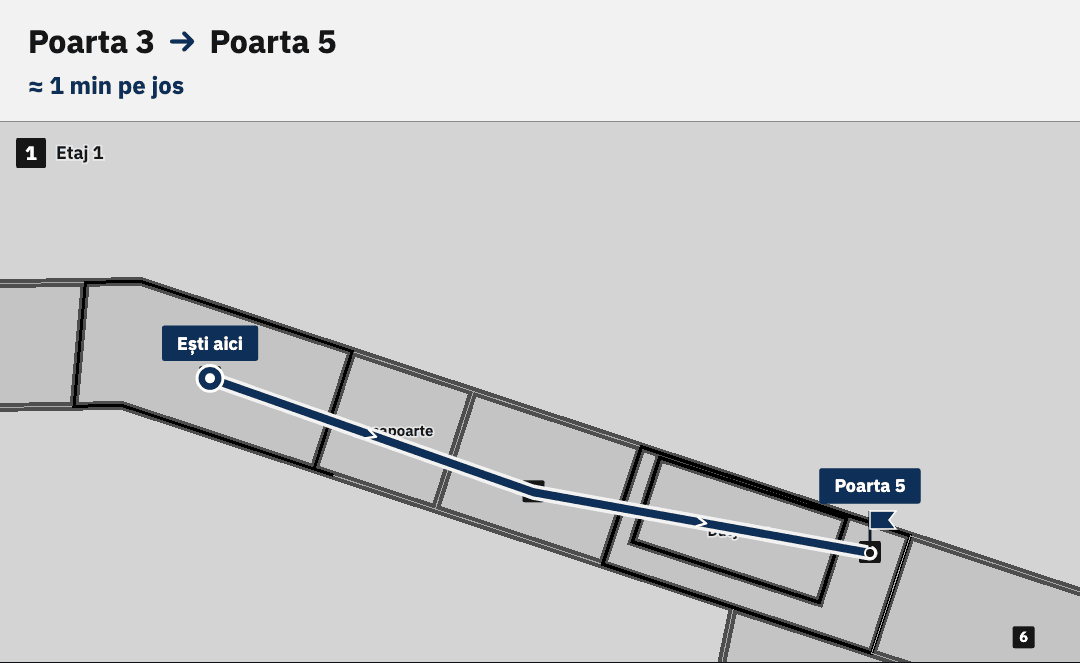 Poarta 3 → Poarta 5
≈ 1 min pe jos
1 Etaj 1
Ești aici
Poarta 5
6